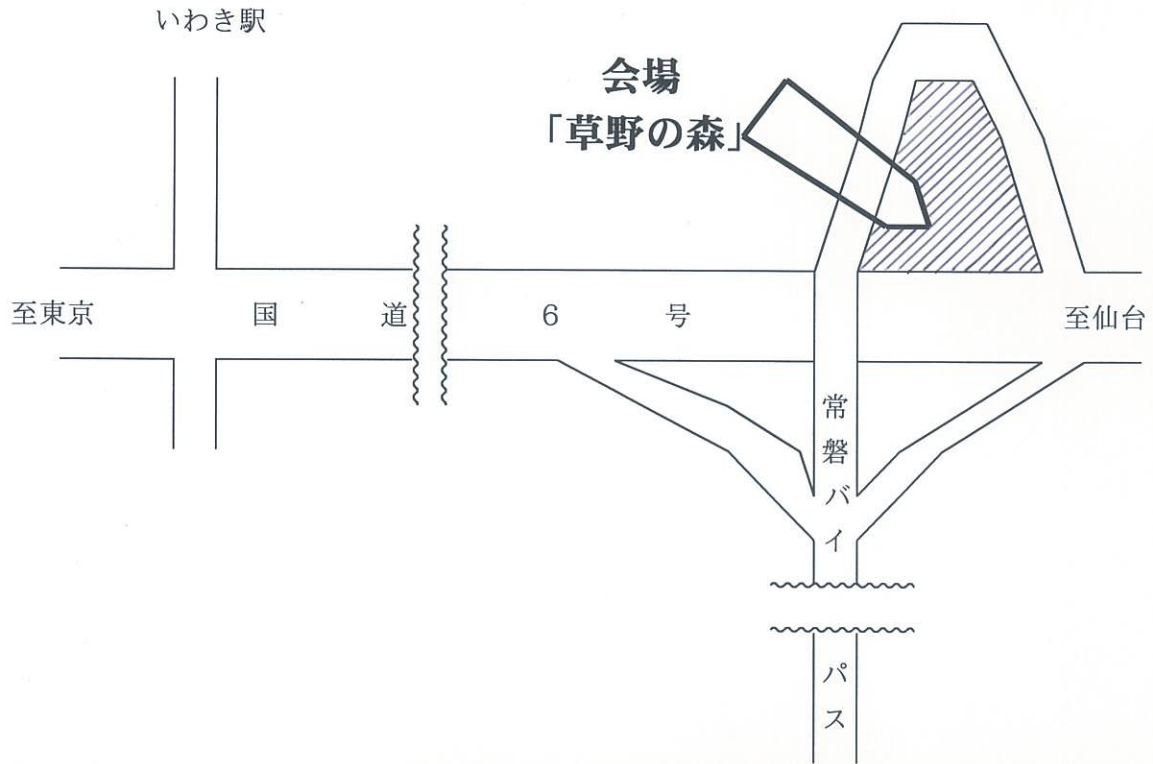 いわき駅
会場
「草野の森」
至東京
国道6号
至仙台
常磐バイパス